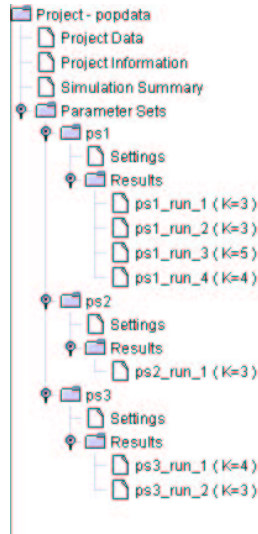 Project - popdata
Project Data
Project Information
Simulation Summary
Parameter Sets
ps1
Settings
Results
ps1_run_1 ( K=3 )
ps1_run_2 ( K=3 )
ps1_run_3 ( K=5 )
ps1_run_4 ( K=4 )
ps2
Settings
Results
ps2_run_1 ( K=3 )
ps3
Settings
Results
ps3_run_1 ( K=4 )
ps3_run_2 ( K=3 )